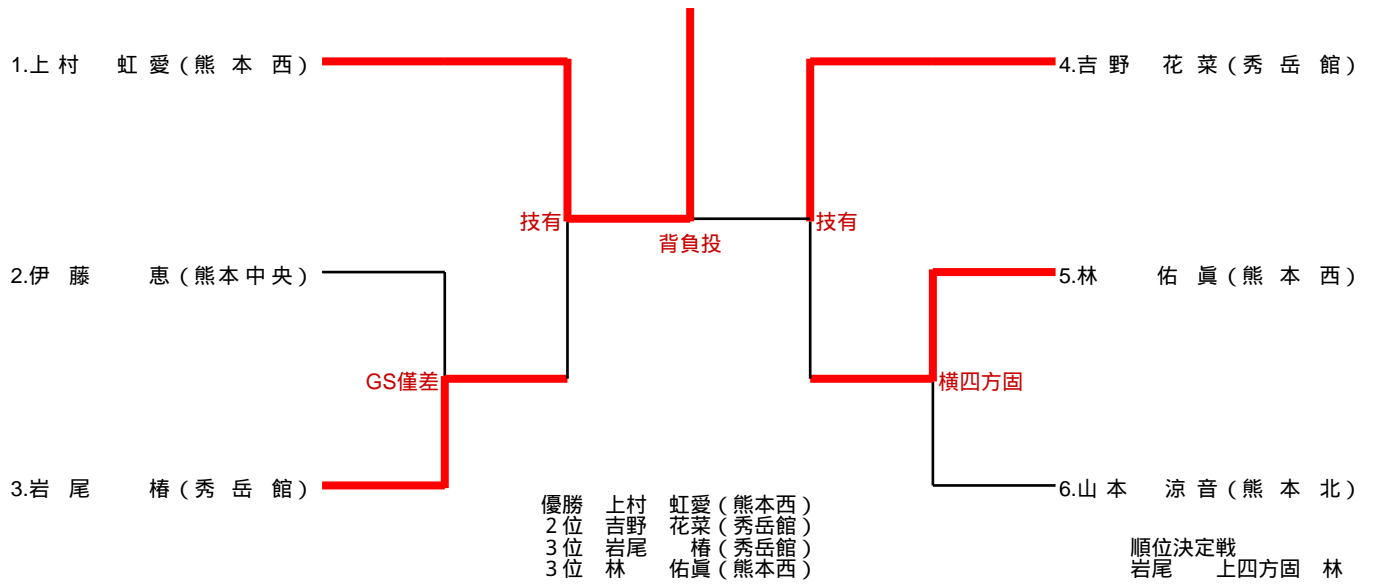 1.上村 虹愛(熊本西)
4.吉野 花菜(秀岳館)
技有
技有
背負投
2.伊藤 恵(熊本中央)
5.林 佑眞(熊本西)
GS僅差
横四方固
3.岩尾 椿(秀岳館)
6.山本 涼音(熊本北)
優勝 上村 虹愛(熊本西)
2位 吉野 花菜(秀岳館)
3位 岩尾 椿(秀岳館)
3位 林 佑眞(熊本西)
順位決定戦
岩尾 上四方固 林